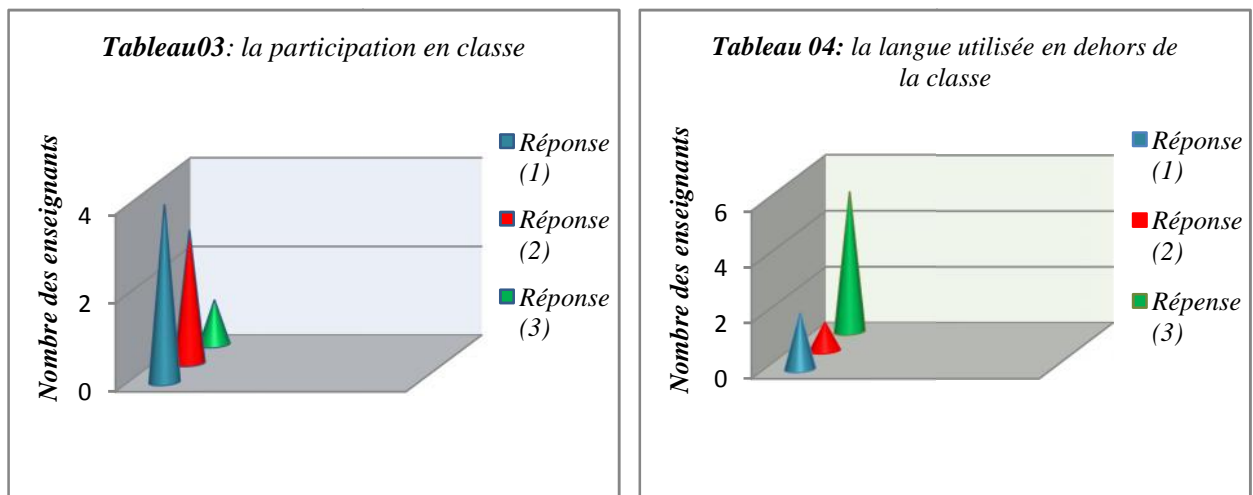 Tableau03: la participation en classe
Nombre des enseignants
4
2
0
Réponse
(1)
Réponse
(2)
Réponse
(3)
Tableau 04: la langue utilisée en dehors de
la classe
Nombre des enseignants
6
4
2
0
Réponse
(1)
Réponse
(2)
Répense
(3)